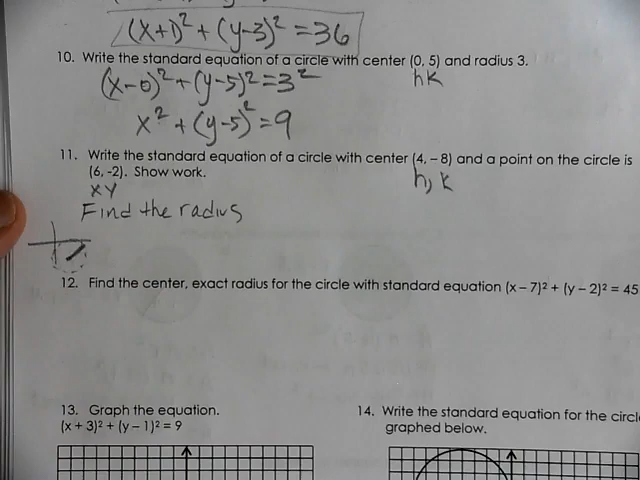 (x+1)² + (y-3)² = 36
10. Write the standard equation of a circle with center (0, 5) and radius 3.
h k
(x-0)² + (y-5)² = 3²
x² + (y-5)² = 9
11. Write the standard equation of a circle with center (4, – 8) and a point on the circle is
(6, -2). Show work.
h, k
x y
Find the radius
12. Find the center, exact radius for the circle with standard equation (x – 7)² + (y – 2)² = 45
13. Graph the equation.
(x + 3)² + (y – 1)² = 9
14. Write the standard equation for the circl
graphed below.